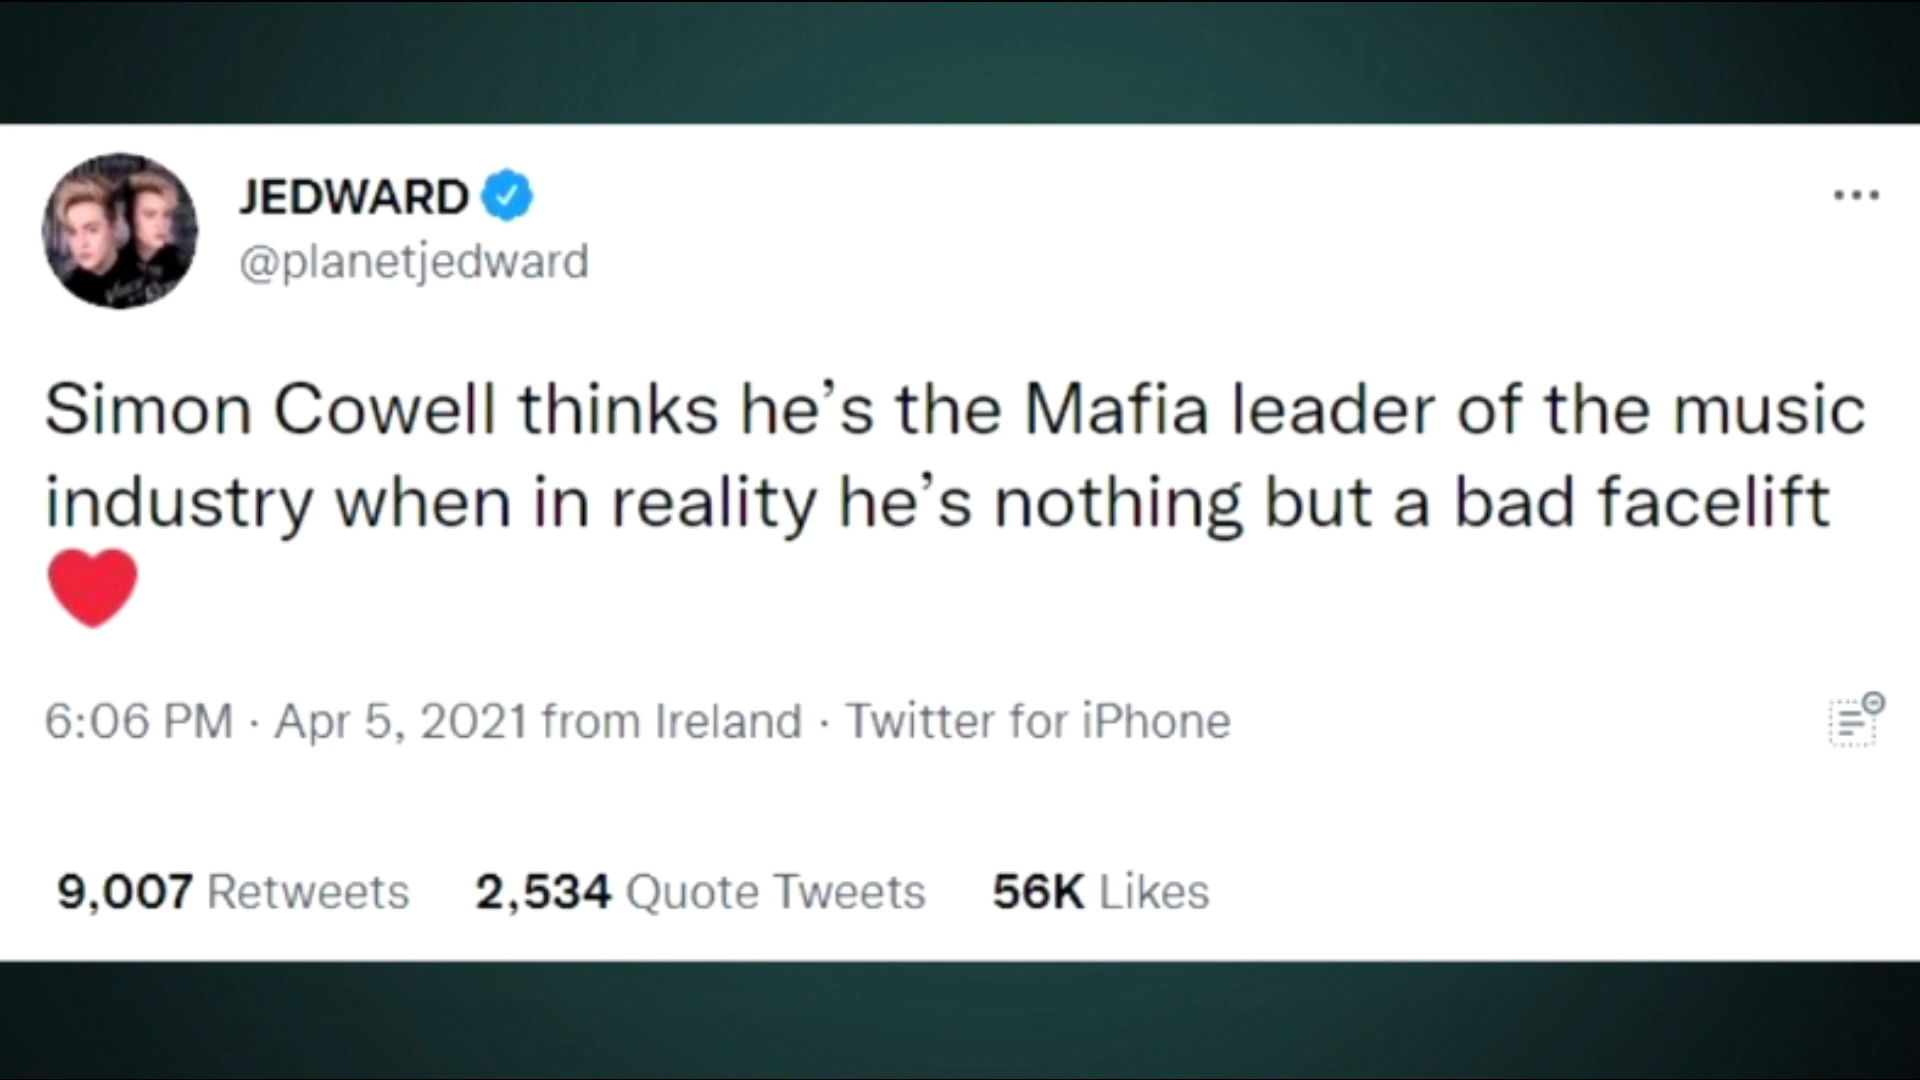 JEDWARD
@planetjedward
Simon Cowell thinks he’s the Mafia leader of the music
industry when in reality he’s nothing but a bad facelift
❤️
6:06 PM · Apr 5, 2021 from Ireland · Twitter for iPhone
9,007 Retweets 2,534 Quote Tweets 56K Likes